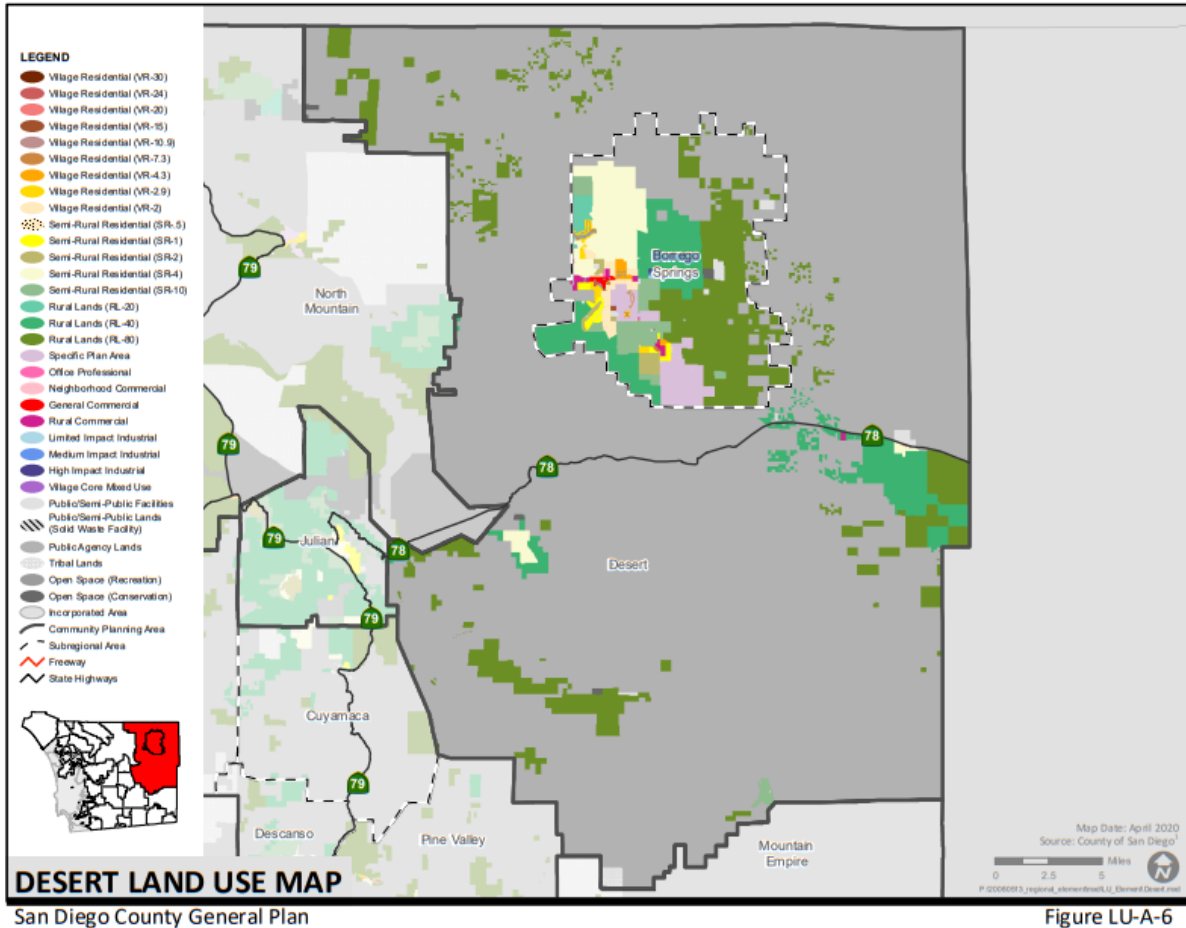 LEGEND
Village Residential (VR-30)
Village Residential (VR-24)
Village Residential (VR-20)
Village Residential (VR-15)
Village Residential (VR-10.9)
Village Residential (VR-7.3)
Village Residential (VR-4.3)
Village Residential (VR-2.9)
Village Residential (VR-2)
Semi-Rural Residential (SR-.5)
Semi-Rural Residential (SR-1)
Semi-Rural Residential (SR-2)
Semi-Rural Residential (SR-4)
Semi-Rural Residential (SR-10)
Rural Lands (RL-20)
Rural Lands (RL-40)
Rural Lands (RL-80)
Specific Plan Area
Office Professional
Neighborhood Commercial
General Commercial
Rural Commercial
Limited Impact Industrial
Medium Impact Industrial
High Impact Industrial
Village Core Mixed Use
Public/Semi-Public Facilities
Public/Semi-Public Lands
(Solid Waste Facility)
Public Agency Lands
Tribal Lands
Open Space (Recreation)
Open Space (Conservation)
Incorporated Area
Community Planning Area
Subregional Area
Freeway
State Highways
79
North
Mountain
Borrego
Springs
79
78
78
79
Julian
78
Desert
79
Cuyamaca
79
Descanso
Pine Valley
Mountain
Empire
Map Date: April 2020
Source: County of San Diego
Miles
0 2.5 5
N
DESERT LAND USE MAP
San Diego County General Plan
Figure LU-A-6